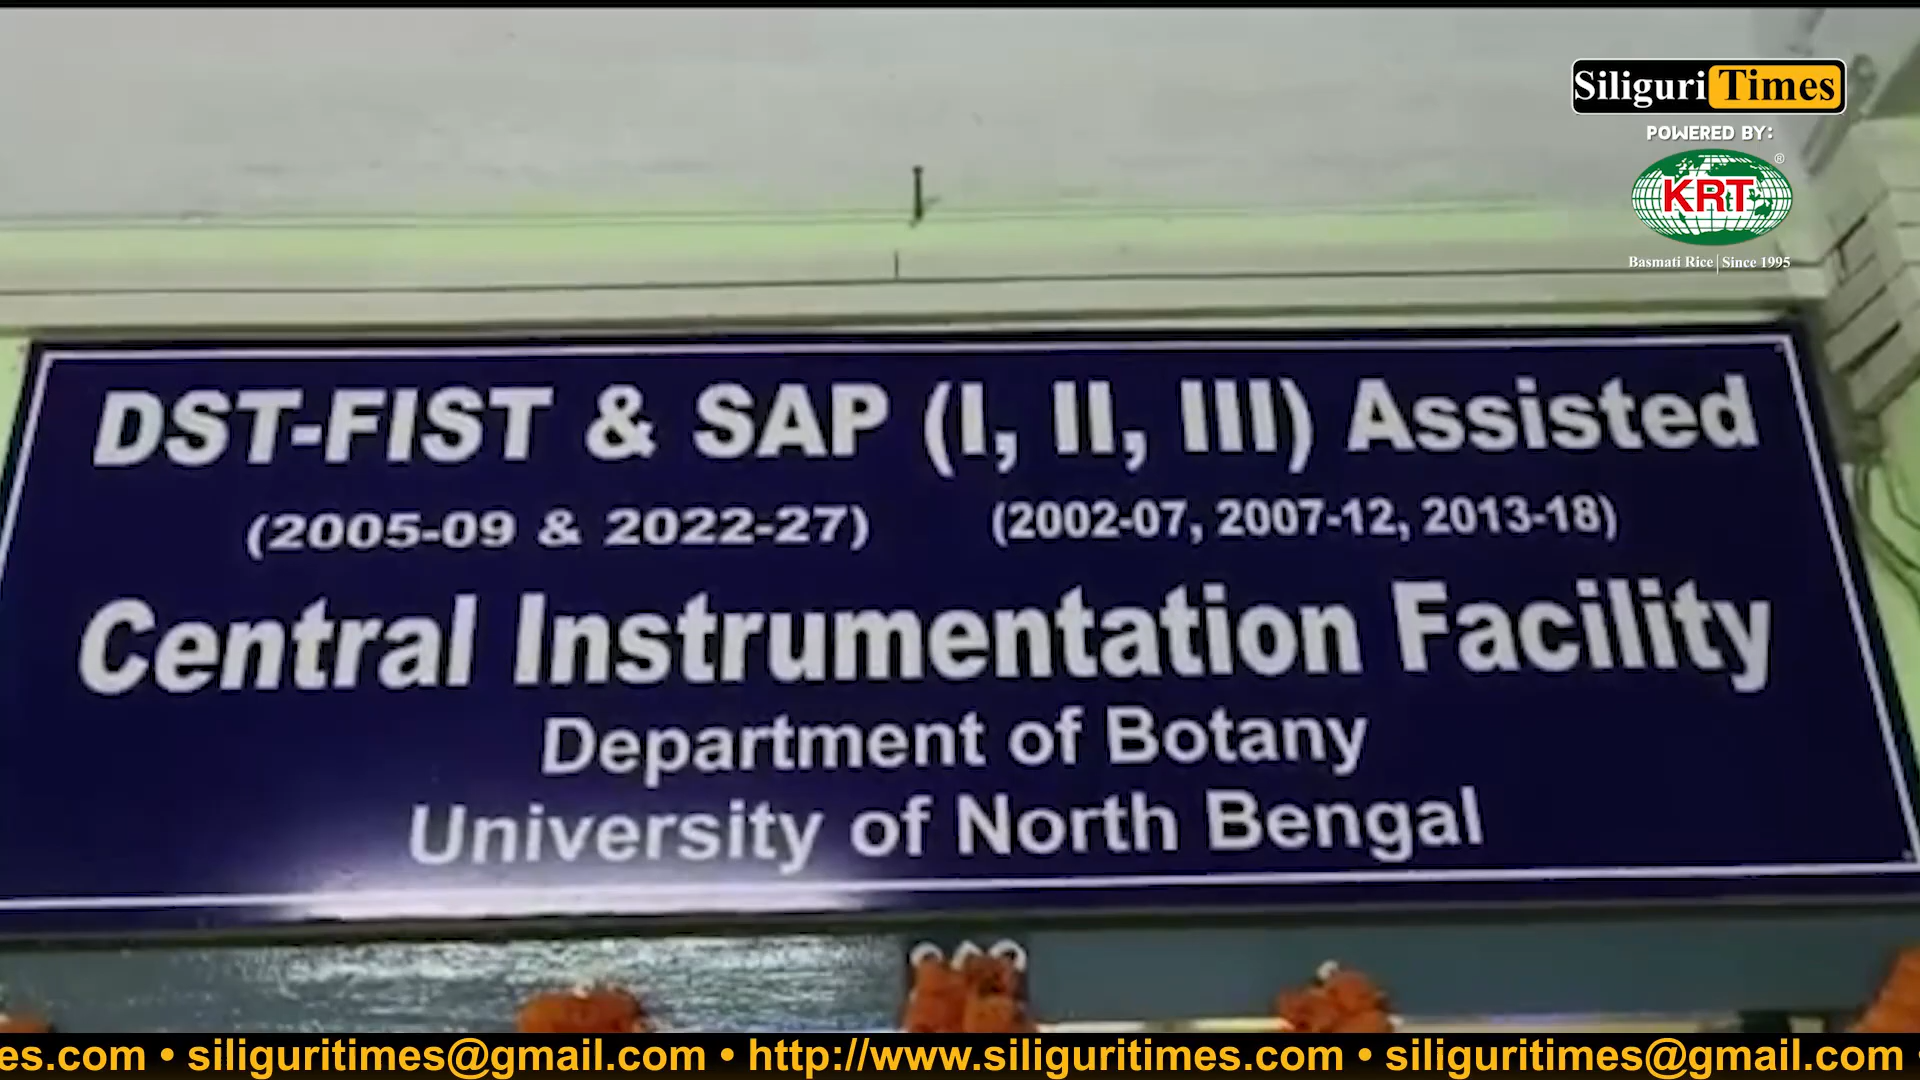 Siliguri Times
POWERED BY:
KRT
®
Basmati Rice | Since 1995
DST-FIST & SAP (I, II, III) Assisted
(2005-09 & 2022-27) (2002-07, 2007-12, 2013-18)
Central Instrumentation Facility
Department of Botany
University of North Bengal
es.com • siliguritimes@gmail.com • http://www.siliguritimes.com • siliguritimes@gmail.com •